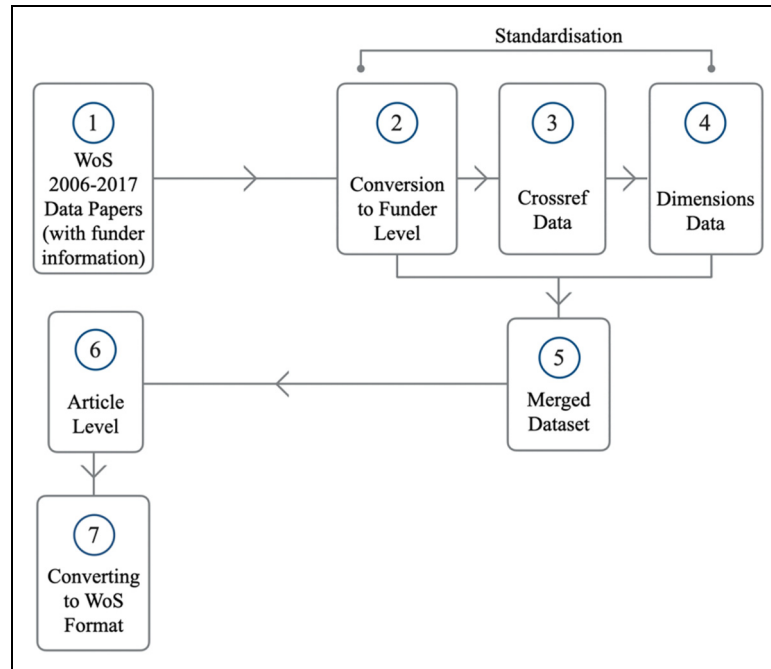 Standardisation
1
WoS
2006-2017
Data Papers
(with funder
information)
2
Conversion
to Funder
Level
3
Crossref
Data
4
Dimensions
Data
5
Merged
Dataset
6
Article
Level
7
Converting
to WoS
Format